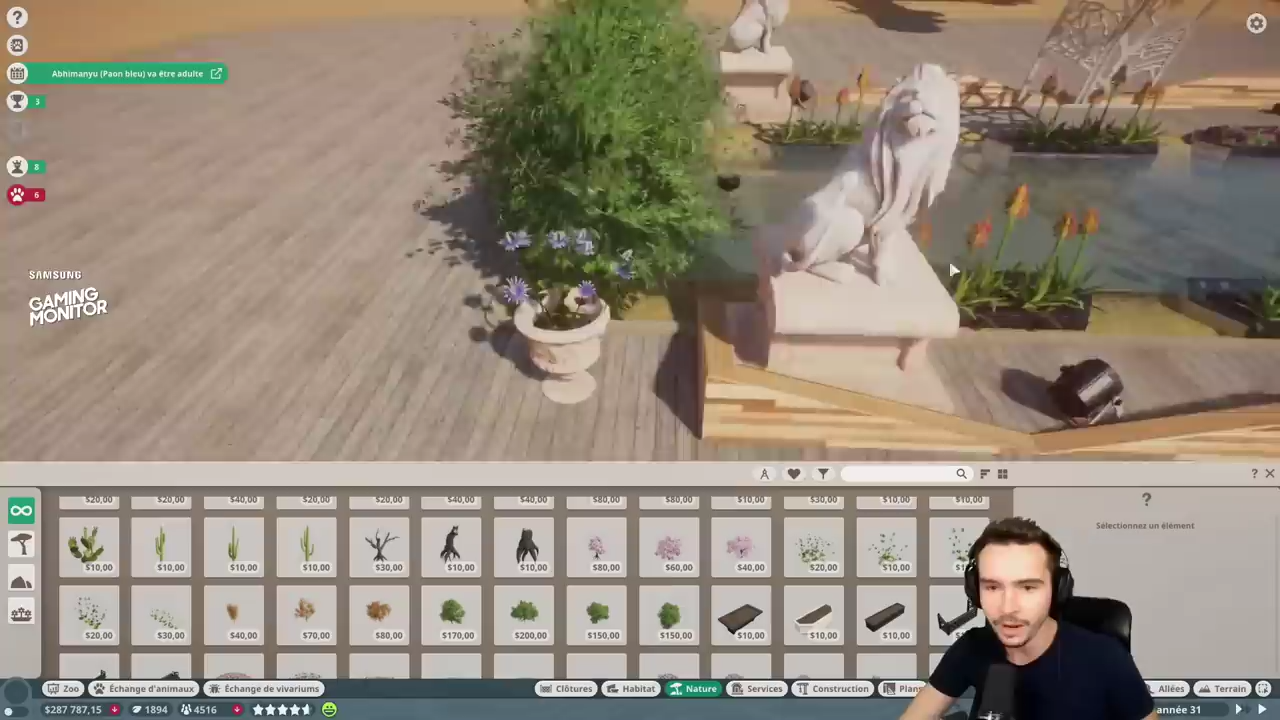 ?
Abhimanyu (Paon bleu) va être adulte
3
8
6
SAMSUNG
GAMING
MONITOR
? ×
$20,00 $20,00 $40,00 $20,00 $20,00 $40,00 $40,00 $80,00 $80,00 $10,00 $30,00 $10,00 $10,00
?
Sélectionnez un élément
$10,00 $10,00 $10,00 $10,00 $30,00 $10,00 $10,00 $80,00 $60,00 $40,00 $20,00 $10,00
$20,00 $30,00 $40,00 $70,00 $80,00 $170,00 $200,00 $150,00 $150,00 $10,00 $10,00 $10,00
Zoo Échange d'animaux Échange de vivariums Clôtures Habitat Nature Services Construction Plans Allées Terrain
$287 787,15 1894 4516 année 31